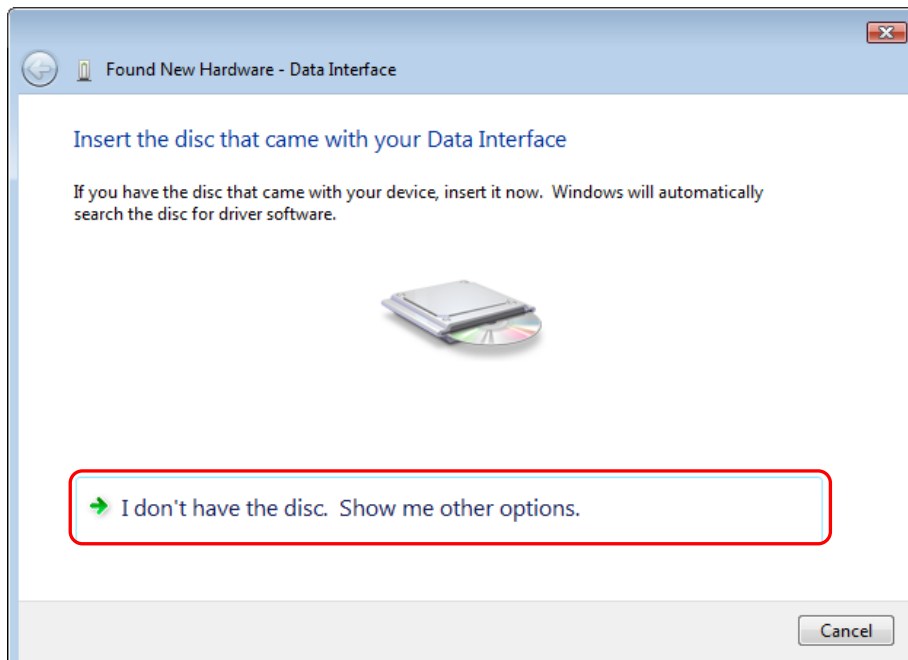 Found New Hardware - Data Interface
Insert the disc that came with your Data Interface
If you have the disc that came with your device, insert it now.  Windows will automatically
search the disc for driver software.
I don't have the disc.  Show me other options.
Cancel